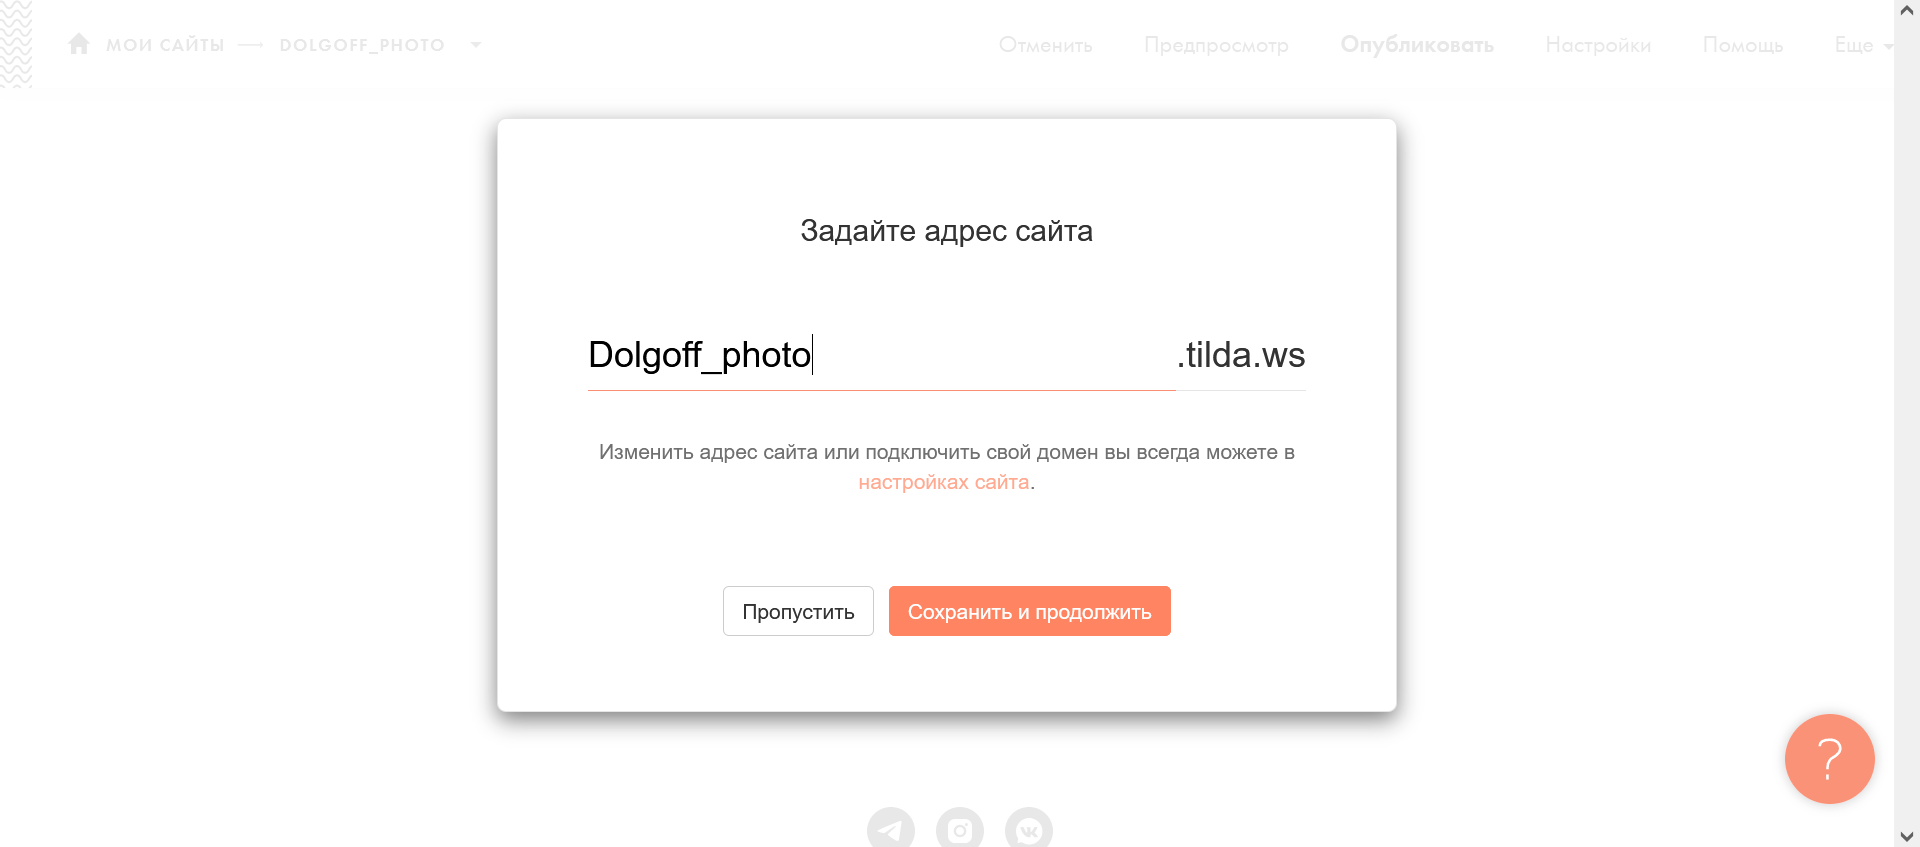 МОИ САЙТЫ DOLGOFF_PHOTO Отменить Предпросмотр Опубликовать Настройки Помощь Еще
Задайте адрес сайта
Dolgoff_photo .tilda.ws
Изменить адрес сайта или подключить свой домен вы всегда можете в
настройках сайта.
Пропустить Сохранить и продолжить
?